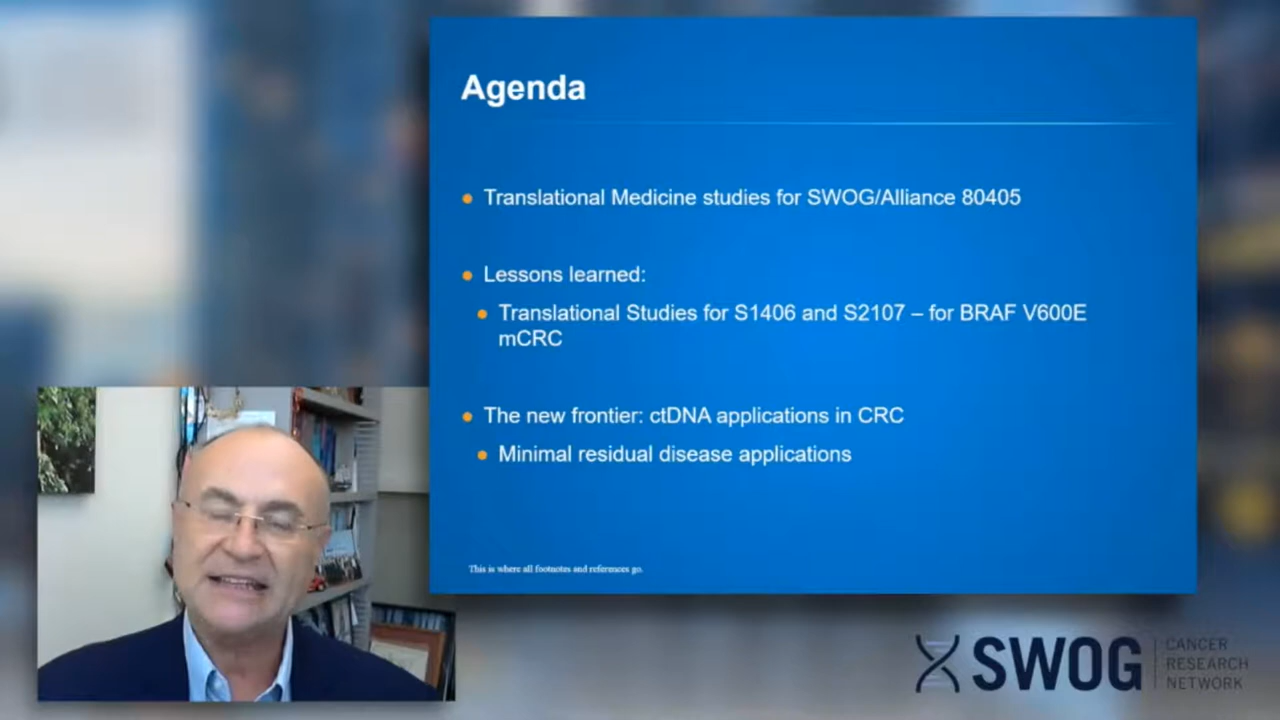 Agenda
Translational Medicine studies for SWOG/Alliance 80405
Lessons learned:
Translational Studies for S1406 and S2107 – for BRAF V600E
mCRC
The new frontier: ctDNA applications in CRC
Minimal residual disease applications
This is where all footnotes and references go.
SWOG
CANCER
RESEARCH
NETWORK